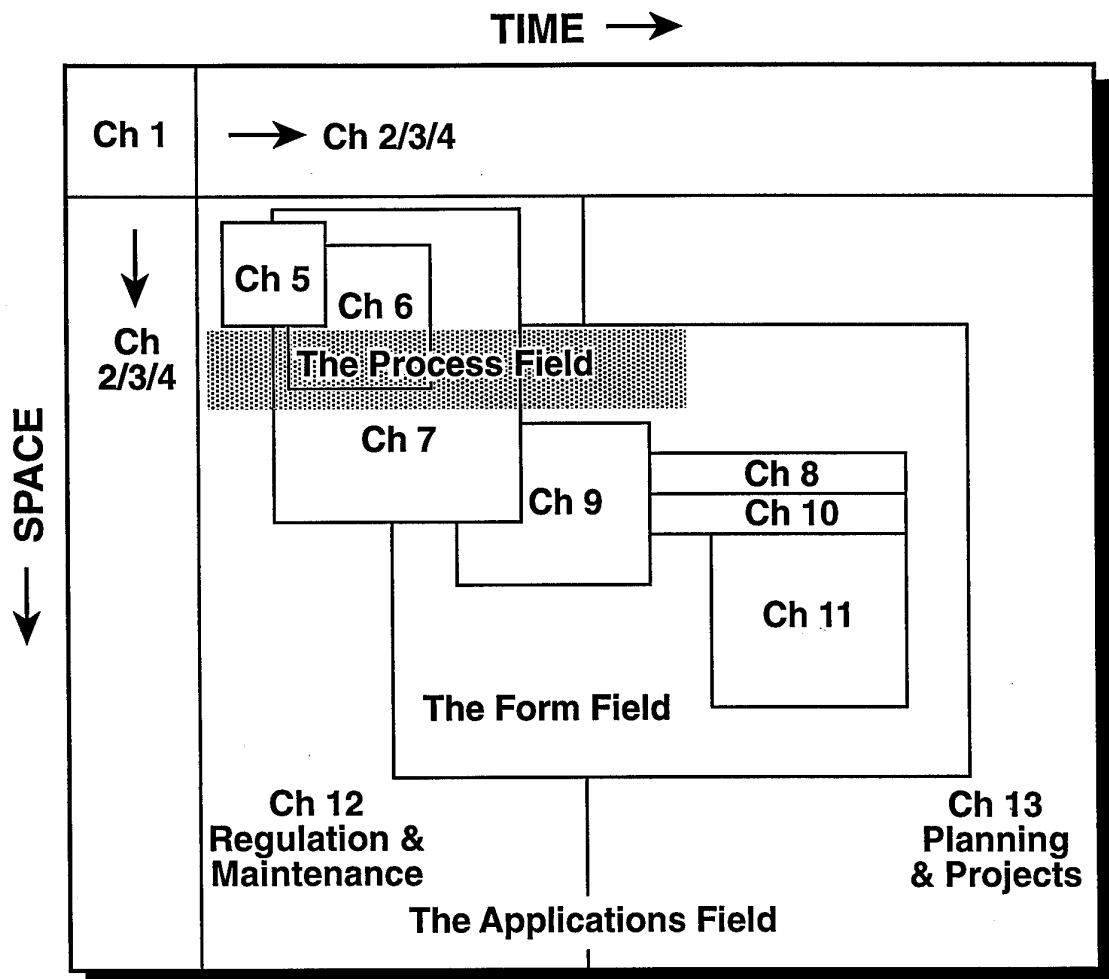 TIME →
Ch 1
→ Ch 2/3/4
↓
Ch
2/3/4
← SPACE
Ch 5
Ch 6
The Process Field
Ch 7
Ch 9
Ch 8
Ch 10
Ch 11
The Form Field
Ch 12
Regulation &
Maintenance
Ch 13
Planning
& Projects
The Applications Field